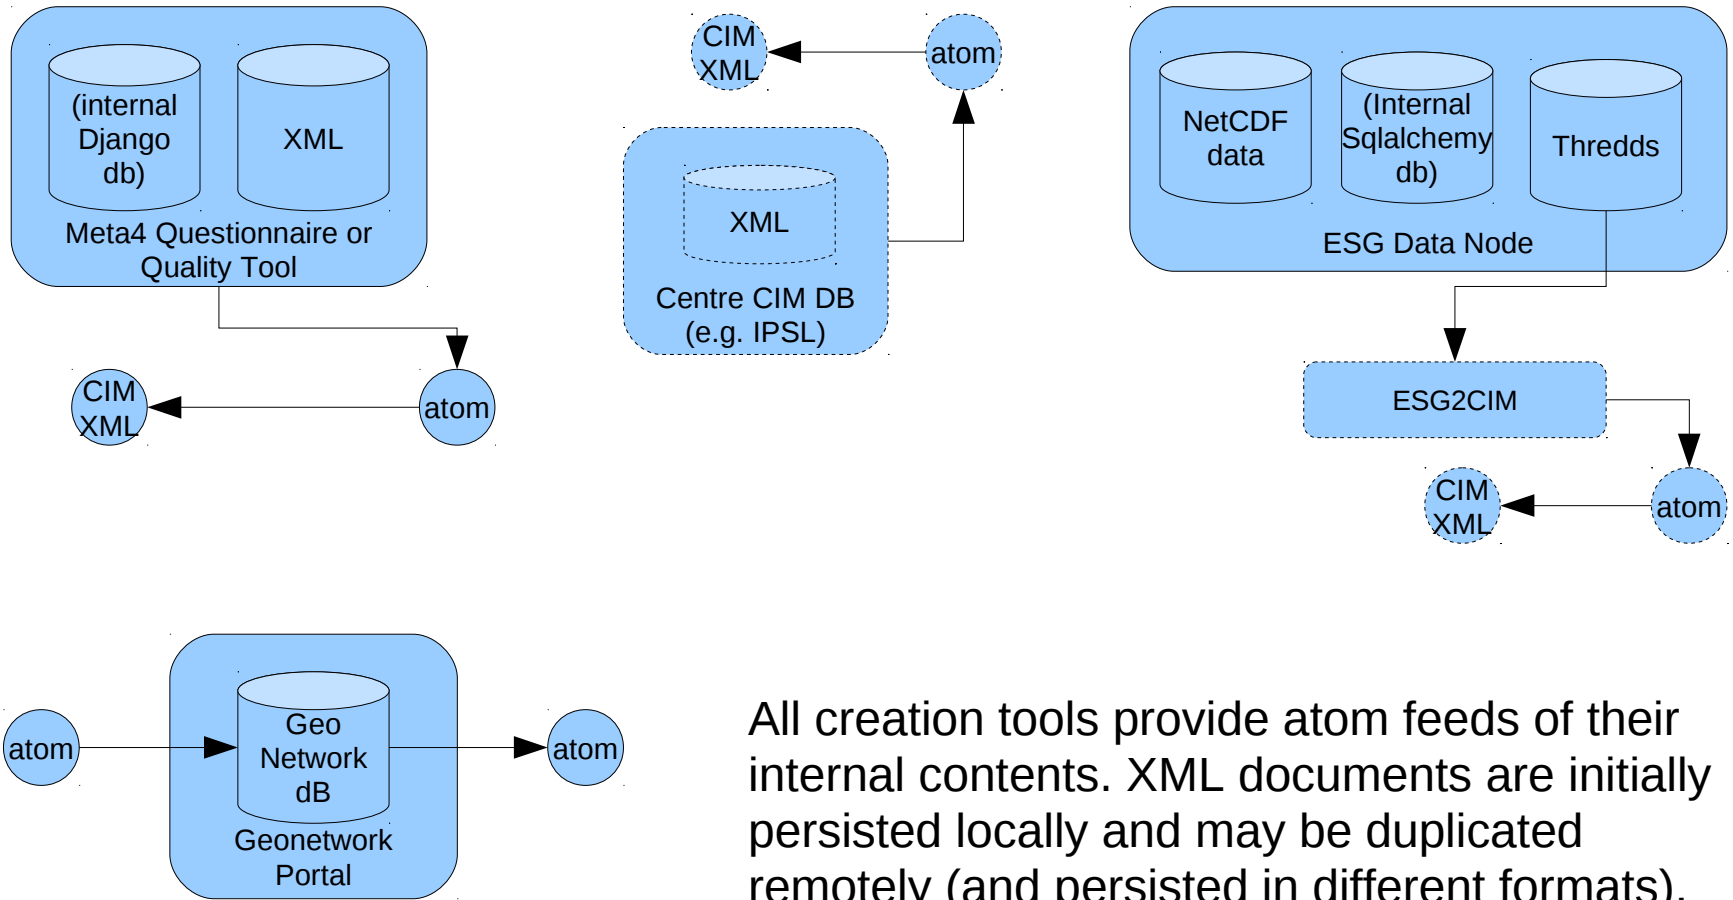 (internal
Django
db)
XML
Meta4 Questionnaire or
Quality Tool
CIM
XML
atom
CIM
XML
atom
XML
Centre CIM DB
(e.g. IPSL)
NetCDF
data
(Internal
Sqlalchemy
db)
Thredds
ESG Data Node
ESG2CIM
CIM
XML
atom
atom
Geo
Network
dB
Geonetwork
Portal
atom
All creation tools provide atom feeds of their
internal contents. XML documents are initially
persisted locally and may be duplicated
remotely (and persisted in different formats).